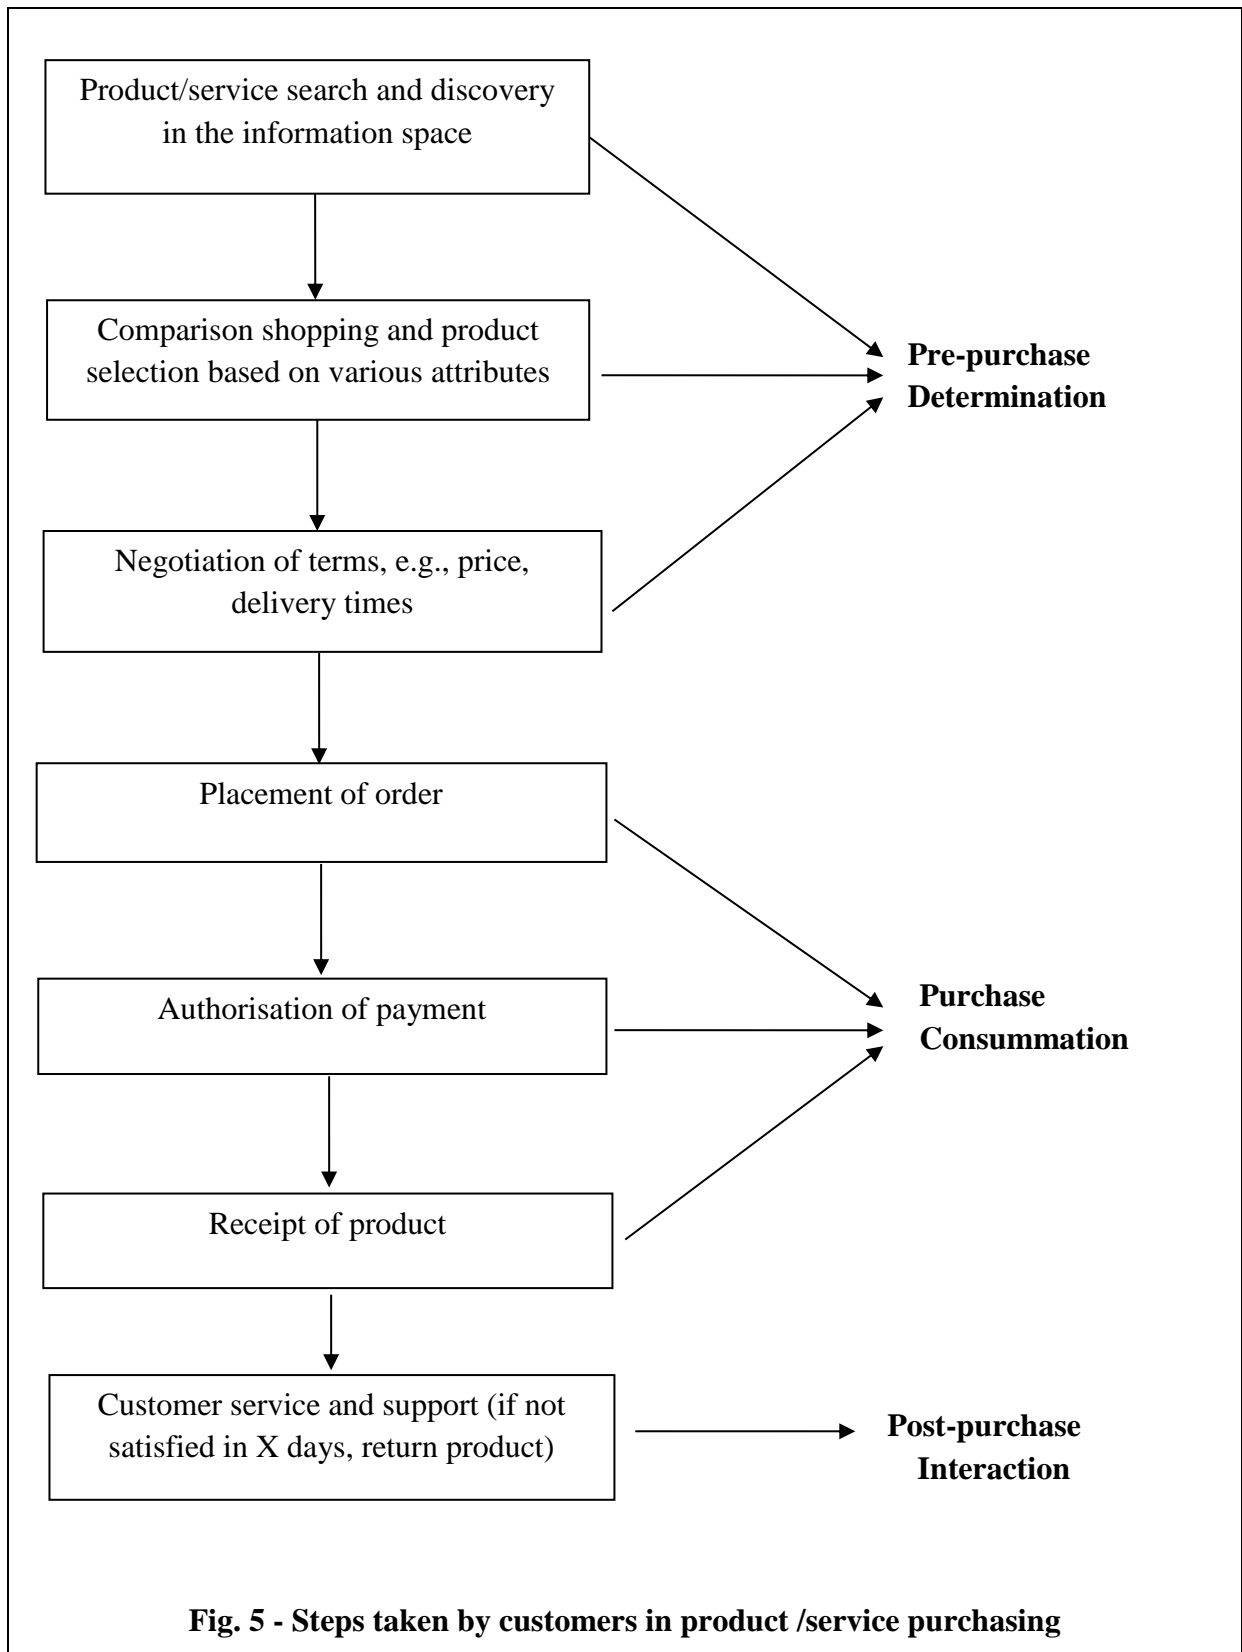 Product/service search and discovery
in the information space
Comparison shopping and product
selection based on various attributes
Pre-purchase
Determination
Negotiation of terms, e.g., price,
delivery times
Placement of order
Authorisation of payment
Purchase
Consummation
Receipt of product
Customer service and support (if not
satisfied in X days, return product)
Post-purchase
Interaction
Fig. 5 - Steps taken by customers in product /service purchasing